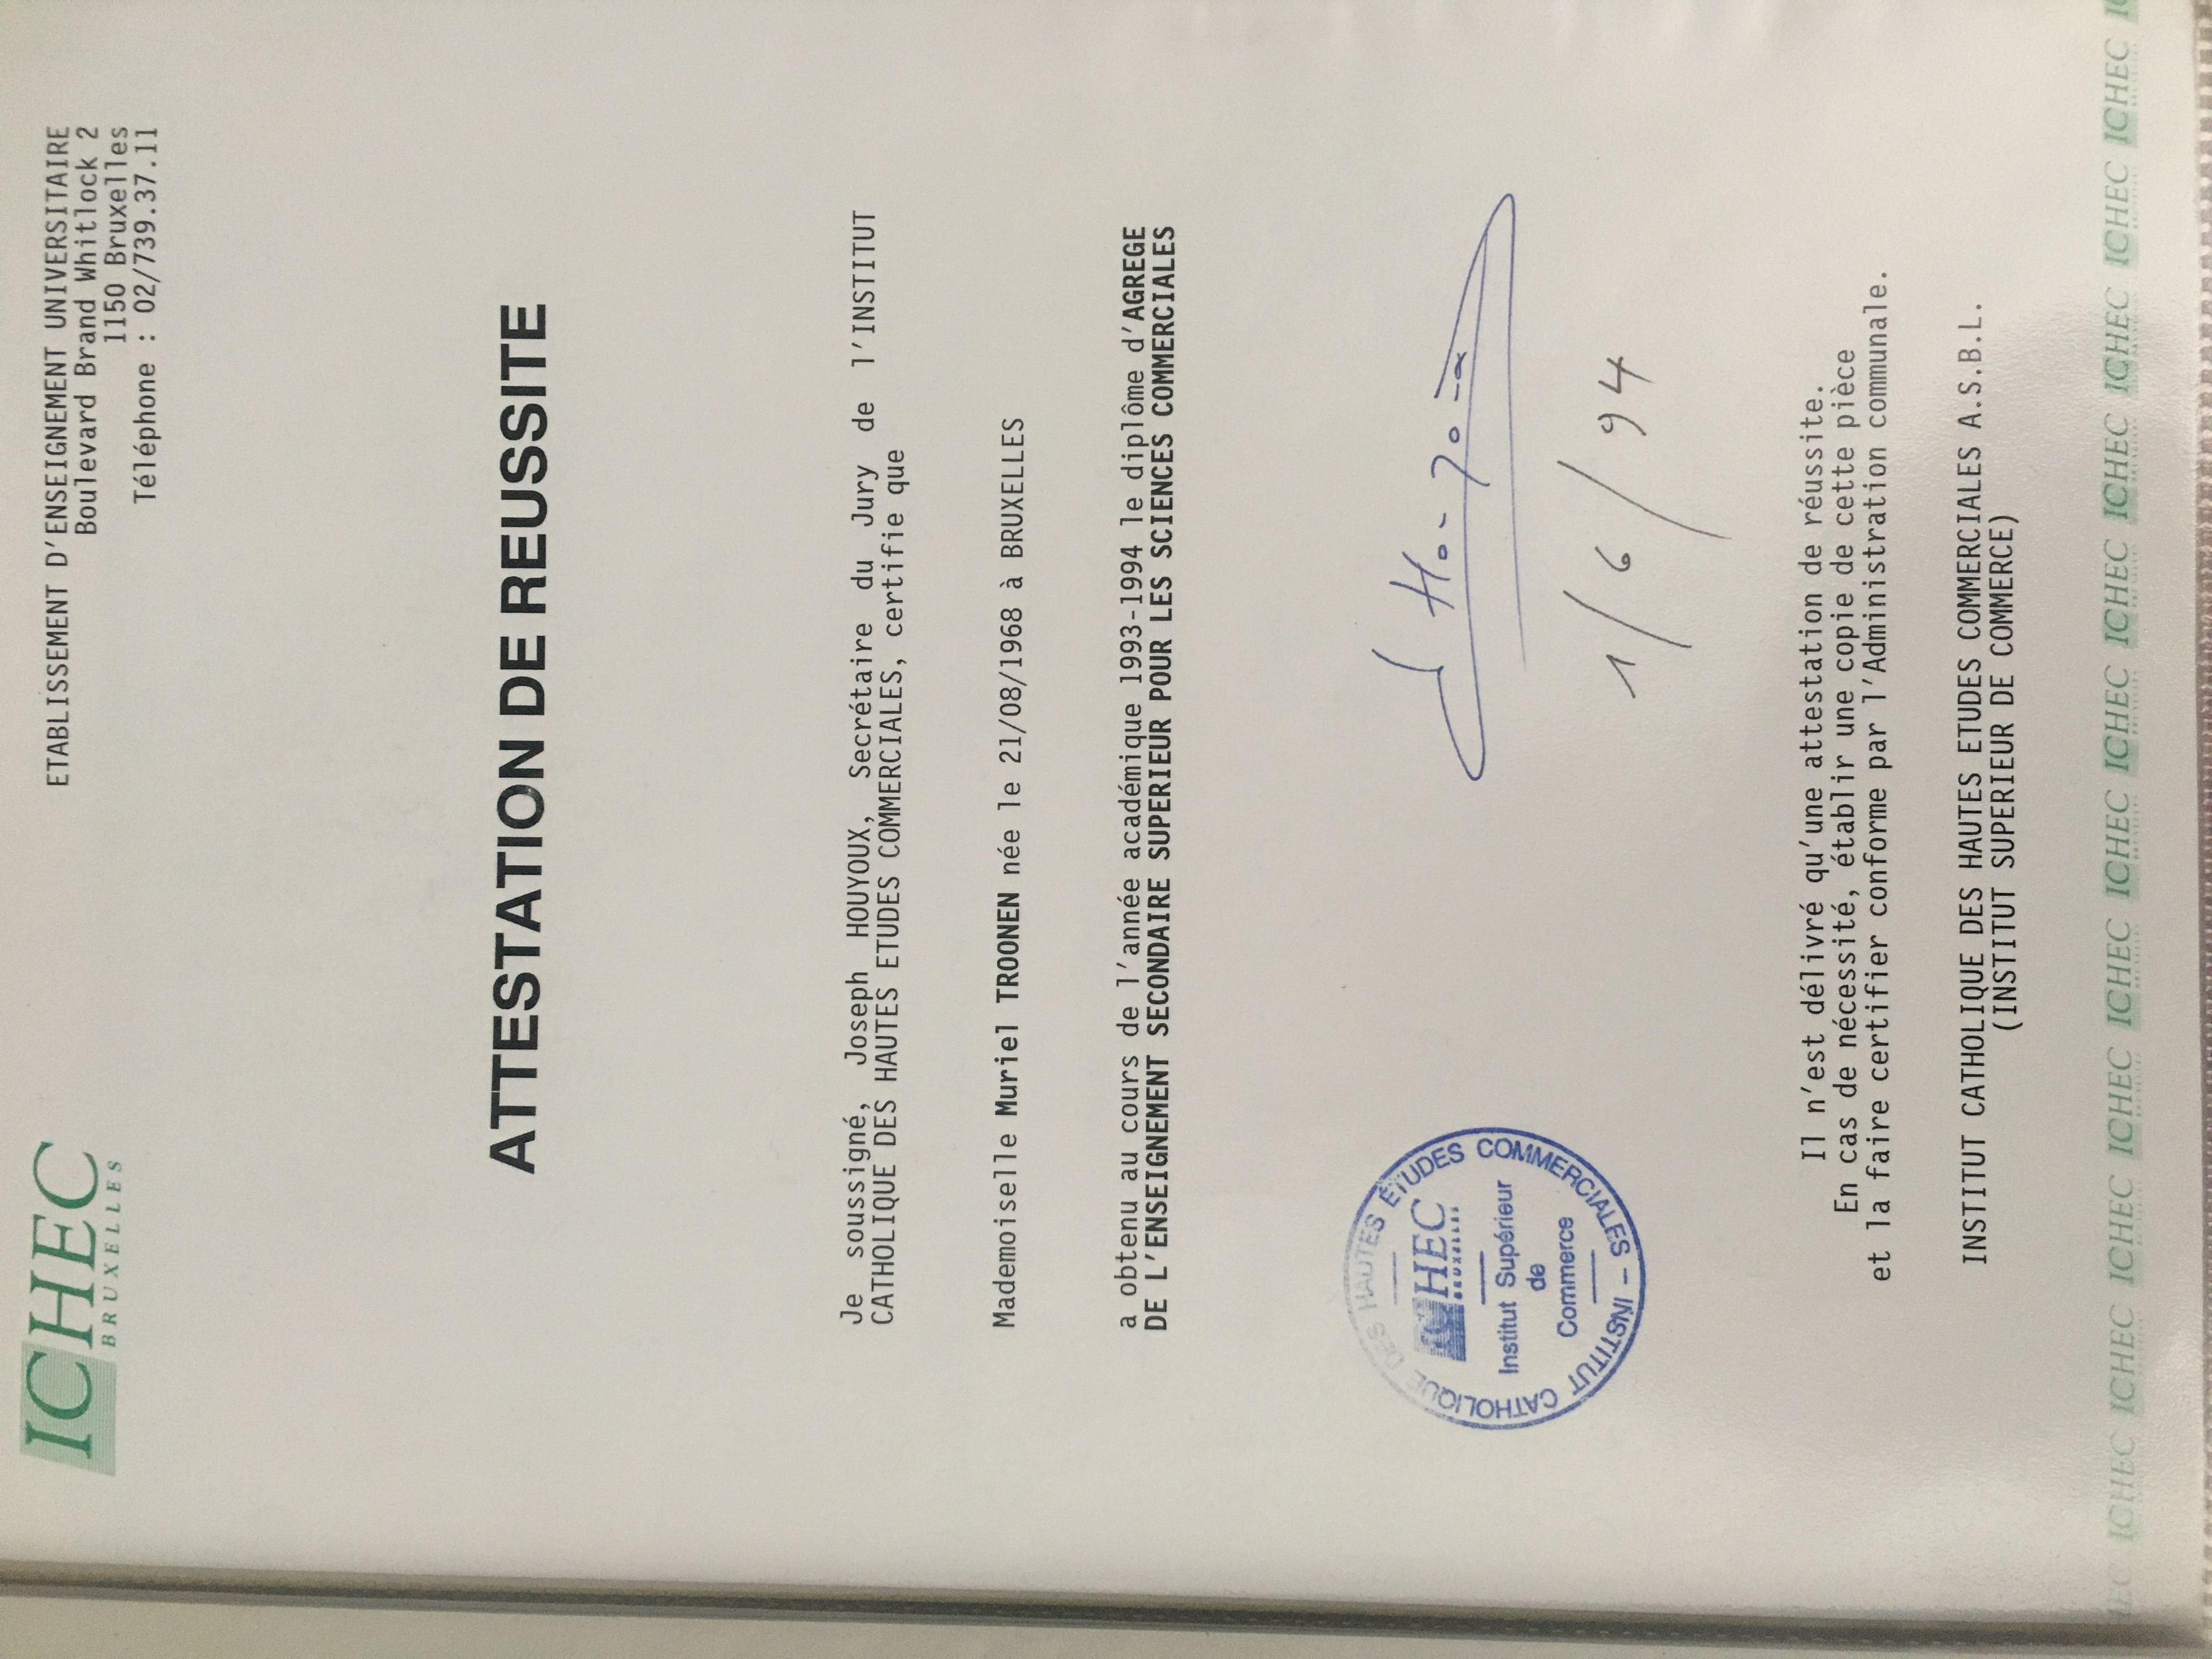 ICHEC
BRUXELLES
ETABLISSEMENT D'ENSEIGNEMENT UNIVERSITAIRE
Boulevard Brand Whitlock 2
1150 Bruxelles
Téléphone : 02/739.37.11
ATTESTATION DE REUSSITE
Je soussigné, Joseph HOUYOUX, Secrétaire du Jury de l'INSTITUT
CATHOLIQUE DES HAUTES ETUDES COMMERCIALES, certifie que
Mademoiselle Muriel TROONEN née le 21/08/1968 à BRUXELLES
a obtenu au cours de l'année académique 1993-1994 le diplôme d'AGREGE
DE L'ENSEIGNEMENT SECONDAIRE SUPERIEUR POUR LES SCIENCES COMMERCIALES
INSTITUT CATHOLIQUE DES HAUTES ÉTUDES COMMERCIALES –
ICHEC
BRUXELLES
Institut Supérieur
de
Commerce
1/6/94
Il n'est délivré qu'une attestation de réussite.
En cas de nécessité, établir une copie de cette pièce
et la faire certifier conforme par l'Administration communale.
INSTITUT CATHOLIQUE DES HAUTES ETUDES COMMERCIALES A.S.B.L.
(INSTITUT SUPERIEUR DE COMMERCE)
ICHEC ICHEC ICHEC ICHEC ICHEC ICHEC ICHEC ICHEC ICHEC ICHEC ICHEC ICHEC